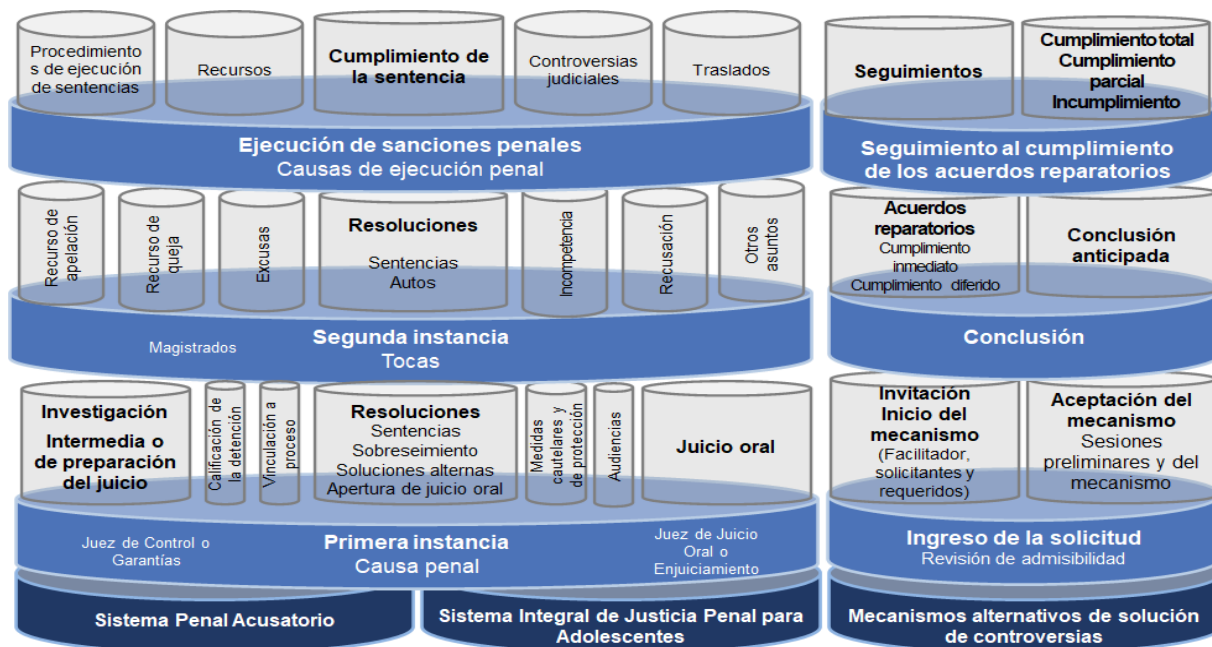 Procedimiento
s de ejecución
de sentencias
Recursos
Cumplimiento de
la sentencia
Controversias
judiciales
Traslados
Ejecución de sanciones penales
Causas de ejecución penal
Seguimientos
Cumplimiento total
Cumplimiento
parcial
Incumplimiento
Seguimiento al cumplimiento
de los acuerdos reparatorios
Recurso de
apelación
Recurso de
queja
Excusas
Resoluciones
Sentencias
Autos
Incompetencia
Recusación
Otros
asuntos
Magistrados
Segunda instancia
Tocas
Acuerdos
reparatorios
Cumplimiento
inmediato
Cumplimiento diferido
Conclusión
anticipada
Conclusión
Investigación
Intermedia o
de preparación
del juicio
Calificación de
la detención
Vinculación a
proceso
Resoluciones
Sentencias
Sobreseimiento
Soluciones alternas
Apertura de juicio oral
Medidas
cautelares y
de protección
Audiencias
Juicio oral
Juez de Control o
Garantías
Primera instancia
Causa penal
Juez de Juicio
Oral o
Enjuiciamiento
Invitación
Inicio del
mecanismo
(Facilitador,
solicitantes y
requeridos)
Aceptación del
mecanismo
Sesiones
preliminares y del
mecanismo
Ingreso de la solicitud
Revisión de admisibilidad
Sistema Penal Acusatorio
Sistema Integral de Justicia Penal para
Adolescentes
Mecanismos alternativos de solución
de controversias